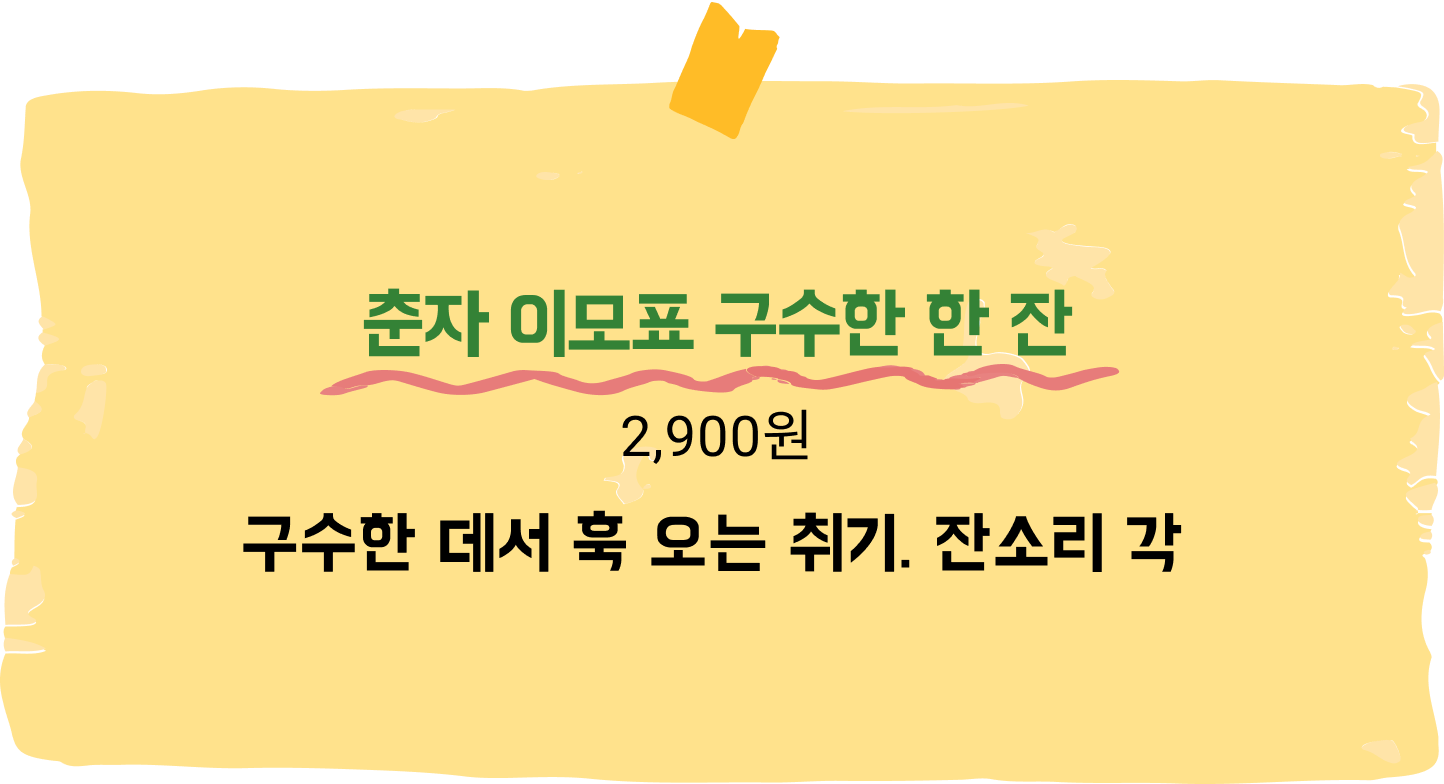 춘자 이모표 구수한 한 잔
2,900원
구수한 데서 훅 오는 취기. 잔소리 각